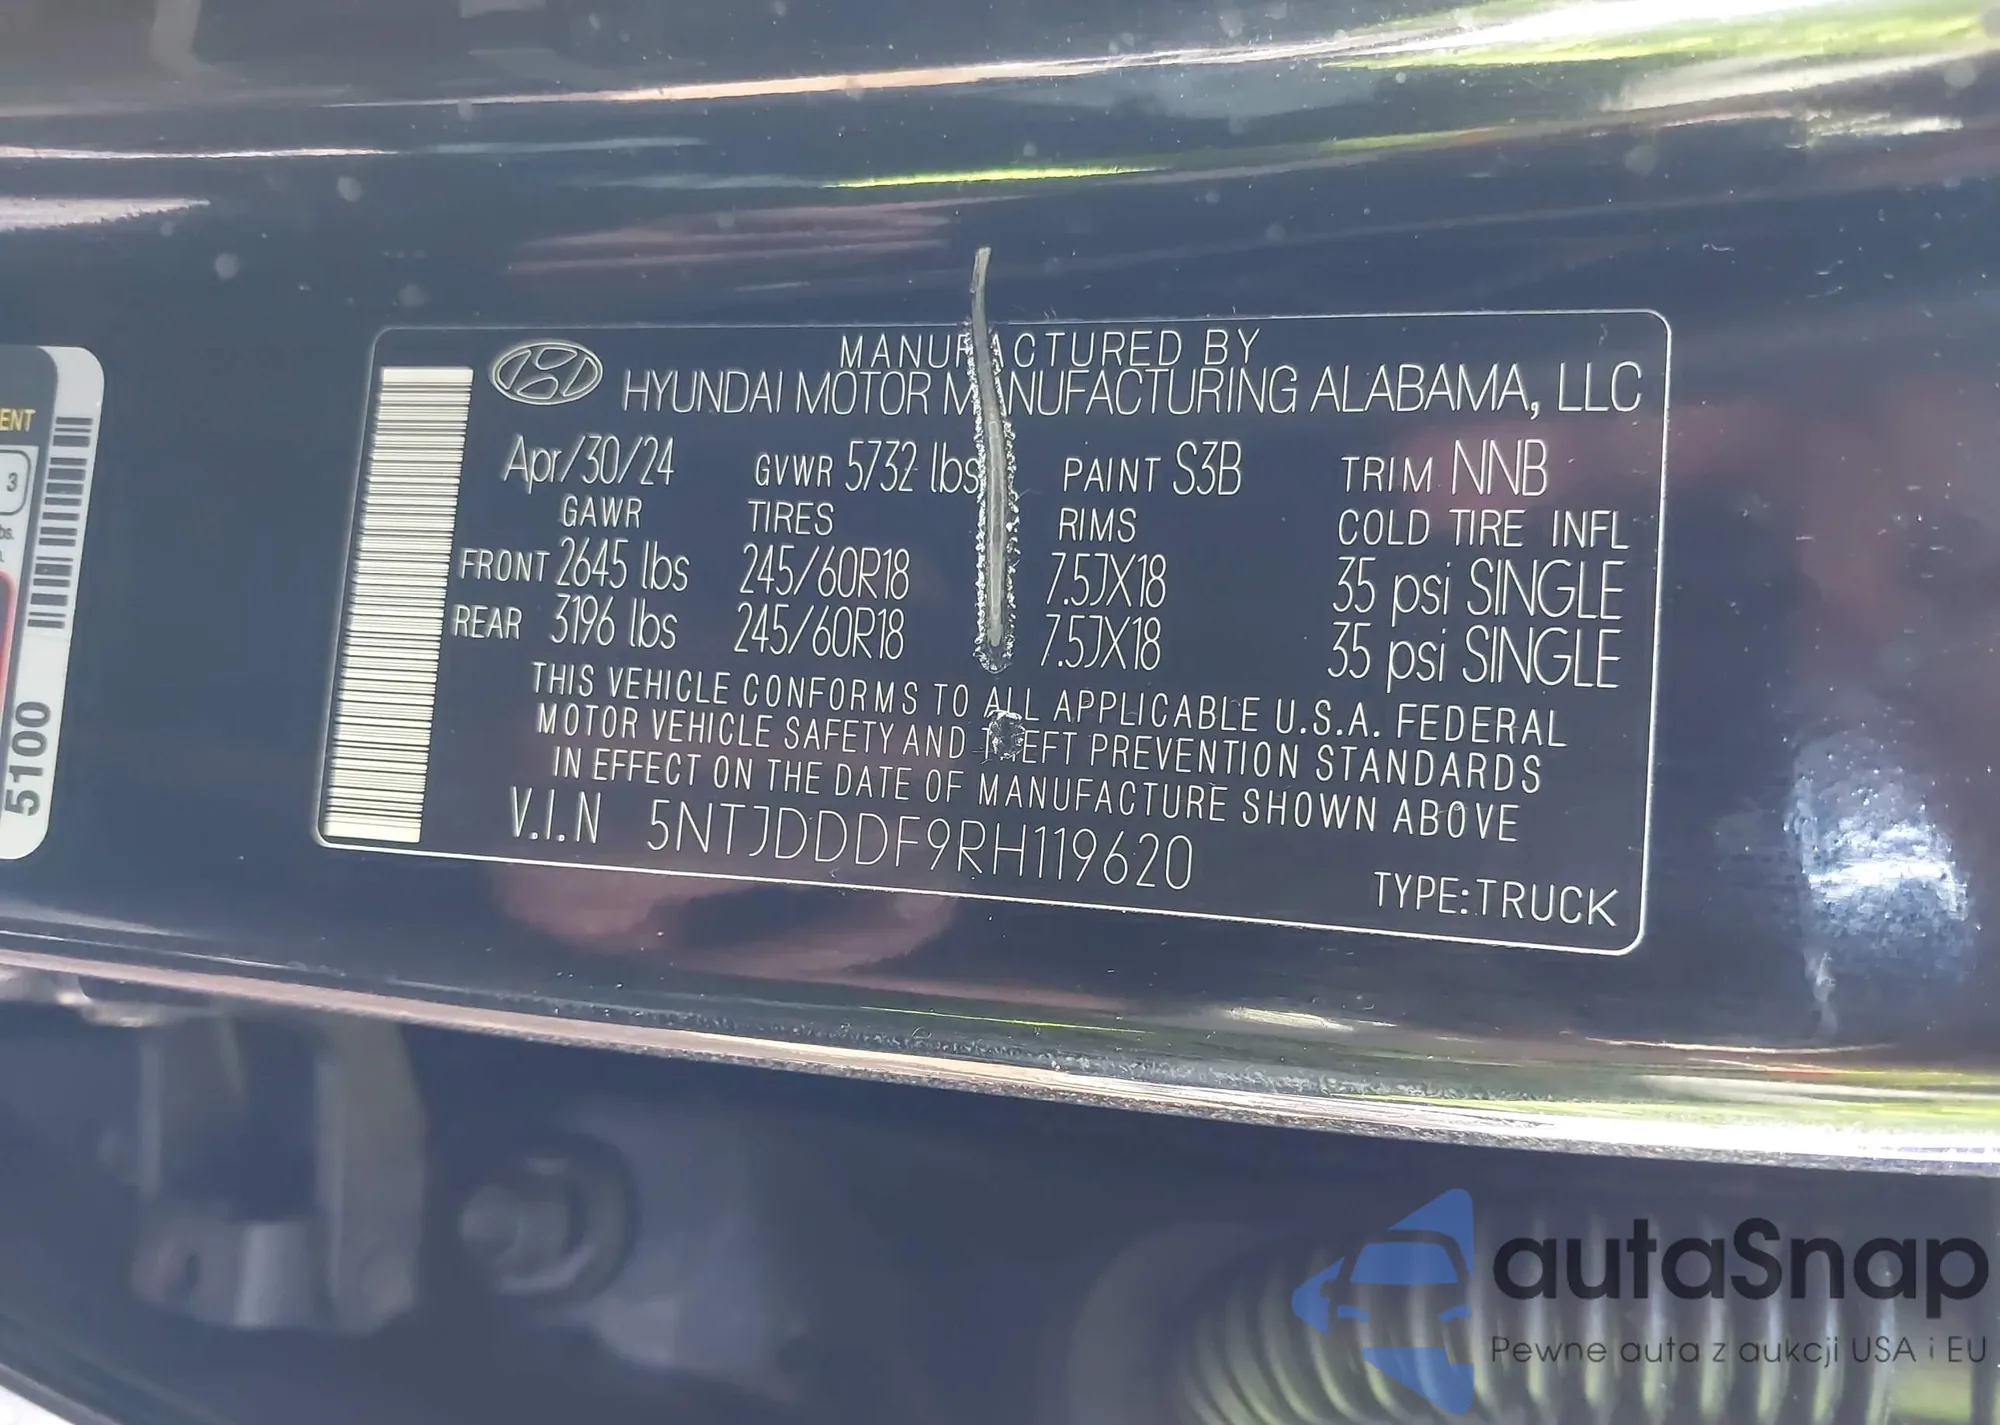 ENT
3
bs.
5100
MANUFACTURED BY
HYUNDAI MOTOR MANUFACTURING ALABAMA, LLC
Apr/30/24 GVWR 5732 lbs PAINT S3B TRIM NNB
GAWR TIRES RIMS COLD TIRE INFL
FRONT 2645 lbs 245/60R18 7.5JX18 35 psi SINGLE
REAR 3196 lbs 245/60R18 7.5JX18 35 psi SINGLE
THIS VEHICLE CONFORMS TO ALL APPLICABLE U.S.A. FEDERAL
MOTOR VEHICLE SAFETY AND THEFT PREVENTION STANDARDS
IN EFFECT ON THE DATE OF MANUFACTURE SHOWN ABOVE
V.I.N 5NTJDDDF9RH119620
TYPE:TRUCK
autaSnap
Pewne auta z aukcji USA i EU